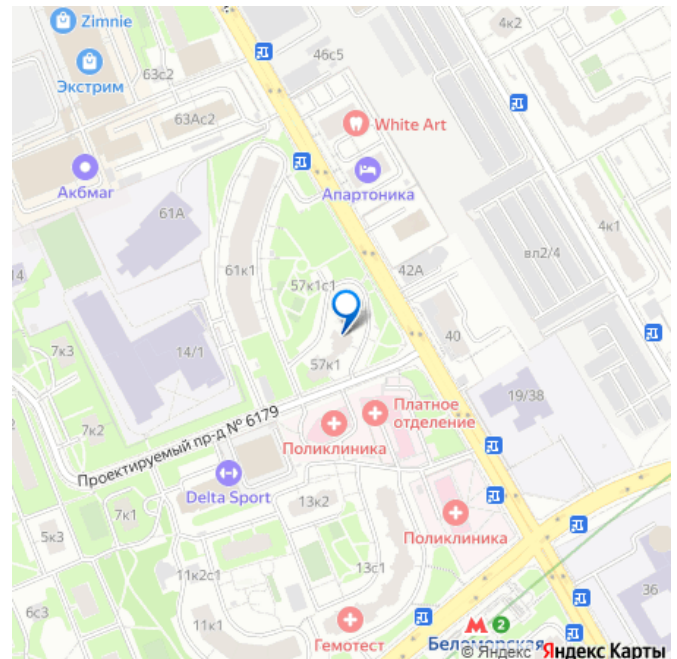 Zimnie
4к2
46с5
Экстрим
63с2
63Ас2
White Art
Акбмаг
Апартоника
61А
4к1
вл2/4
61к1
42А
57к1с1
14
40
7к3
14/1
57к1
19/38
Платное
отделение
7к2
Проектируемый пр-д № 6179
Поликлиника
Delta Sport
13к2
7к1
Поликлиника
5к3
13с1
11к2с1
36
6с3
11к1
М 2
Гемотест
Беломорская
© Яндекс Яндекс Карты